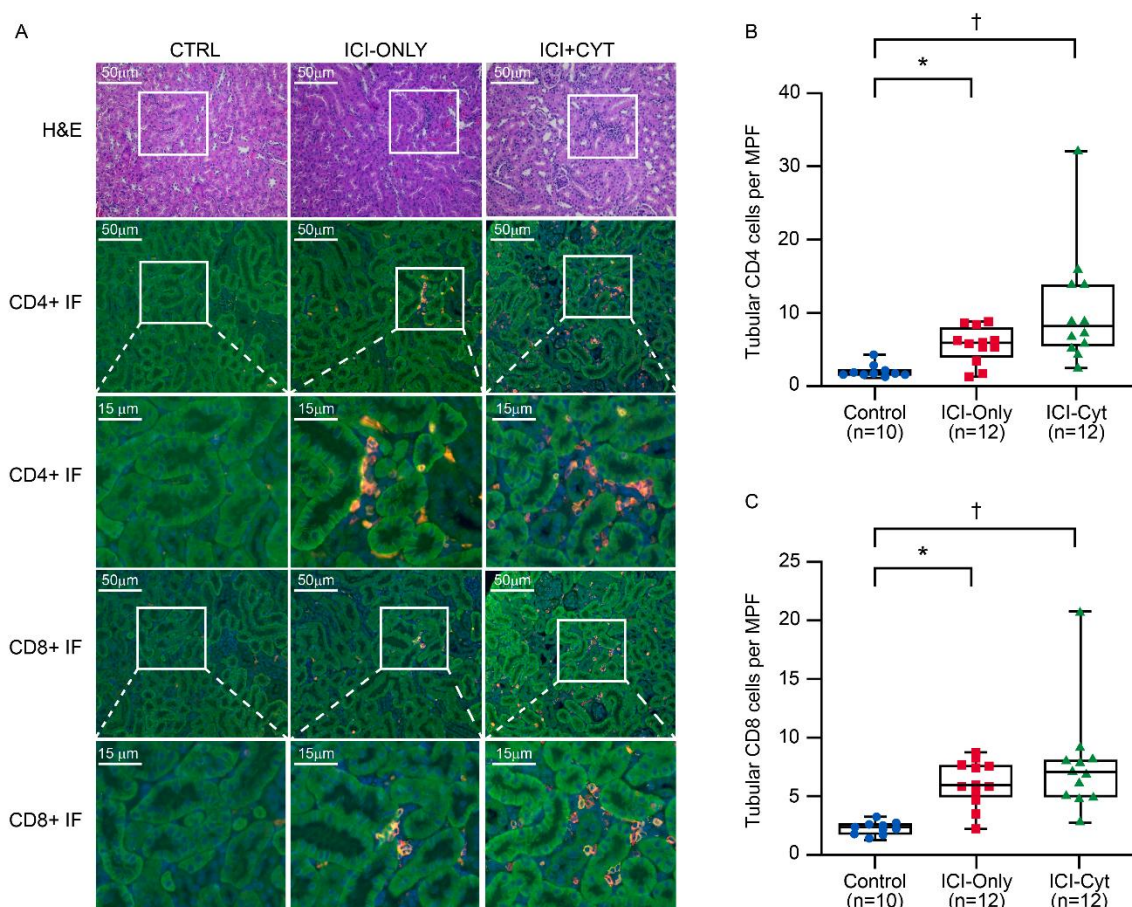 A
CTRL ICI-ONLY ICI+CYT
H&E
50µm 50µm 50µm
CD4+ IF
50µm 50µm 50µm
CD4+ IF
15 µm 15µm 15µm
CD8+ IF
50µm 50µm 50µm
CD8+ IF
15 µm 15µm 15µm
B
†
*
40
30
20
10
0
Tubular CD4 cells per MPF
Control ICI-Only ICI-Cyt
(n=10) (n=12) (n=12)
C
†
*
25
20
15
10
5
0
Tubular CD8 cells per MPF
Control ICI-Only ICI-Cyt
(n=10) (n=12) (n=12)